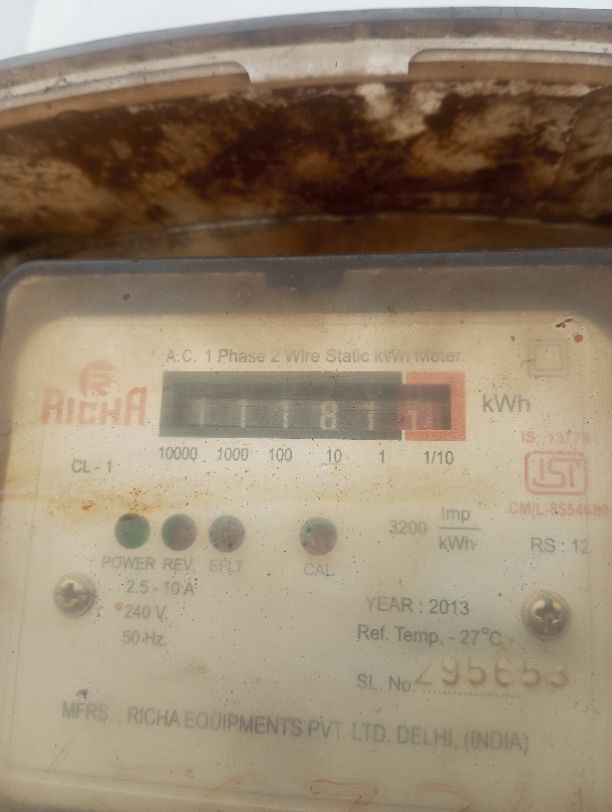 A.C. 1 Phase 2 Wire Static kWh Meter.
RICHA
kWh
10000 1000 100 10 1 1/10
CL - 1
ISI
3200 Imp
kWh
RS : 12
POWER REV. EFLT CAL.
2.5 - 10 A
240 V.
50 Hz.
YEAR : 2013
Ref. Temp. - 27°C
SL. No. 295653
MFRS. : RICHA EQUIPMENTS PVT. LTD. DELHI, (INDIA)